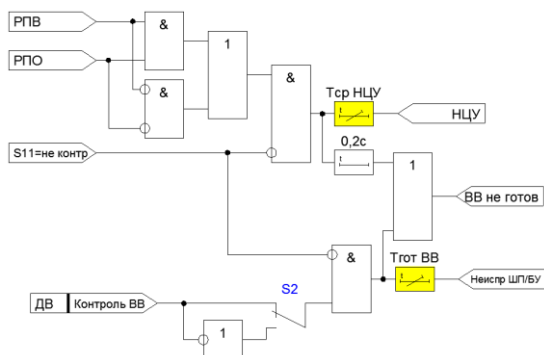 РПВ
&
1
РПО
&
&
Тср НЦУ
t
НЦУ
S11=не контр
0,2с
t
1
ВВ не готов
&
Тгот ВВ
t
Неиспр ШП/БУ
S2
ДВ Контроль ВВ
1